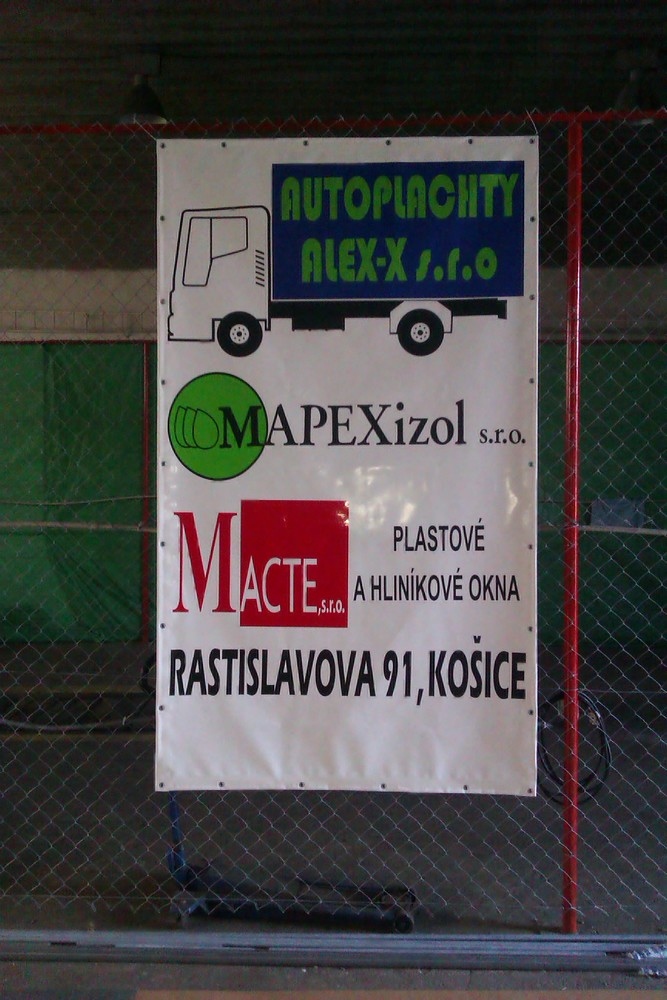 AUTOPLACHTY
ALEX-X s.r.o
MAPEXizol s.r.o.
MACTE,s.r.o.
PLASTOVÉ
A HLINÍKOVÉ OKNA
RASTISLAVOVA 91, KOŠICE